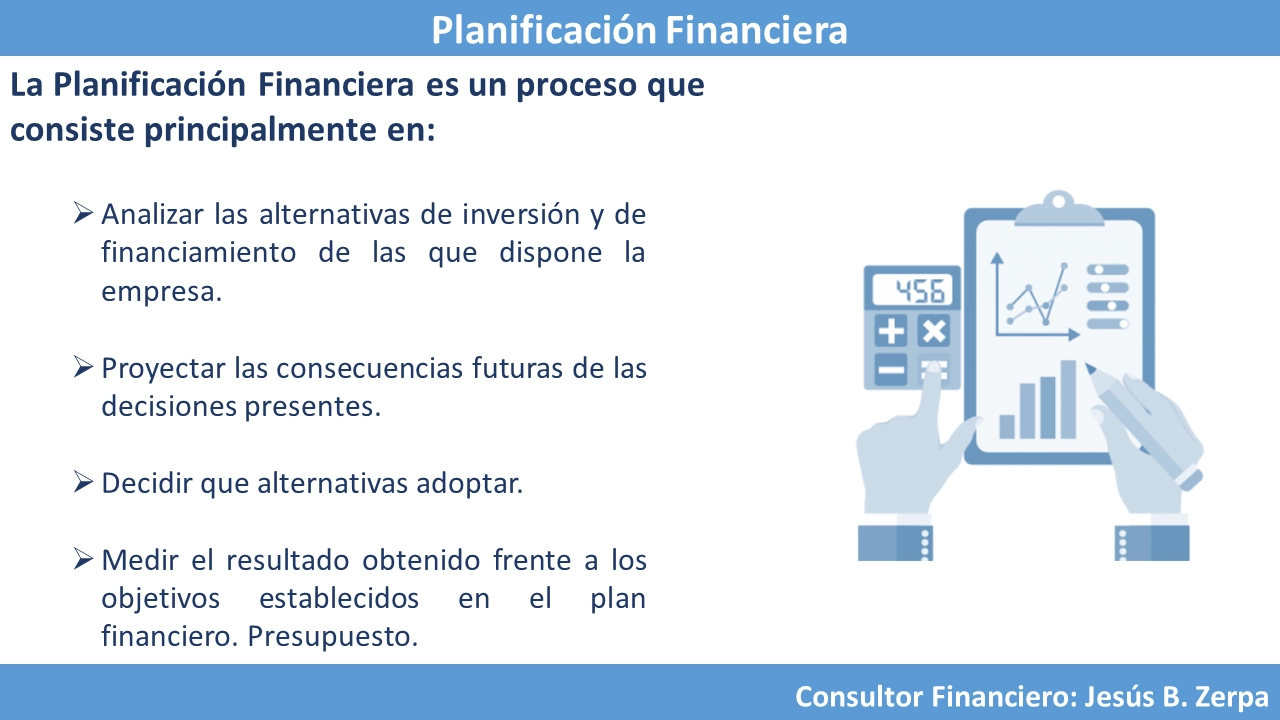 Planificación Financiera
La Planificación Financiera es un proceso que
consiste principalmente en:
Analizar las alternativas de inversión y de
financiamiento de las que dispone la
empresa.
Proyectar las consecuencias futuras de las
decisiones presentes.
Decidir que alternativas adoptar.
Medir el resultado obtenido frente a los
objetivos establecidos en el plan
financiero. Presupuesto.
456
Consultor Financiero: Jesús B. Zerpa